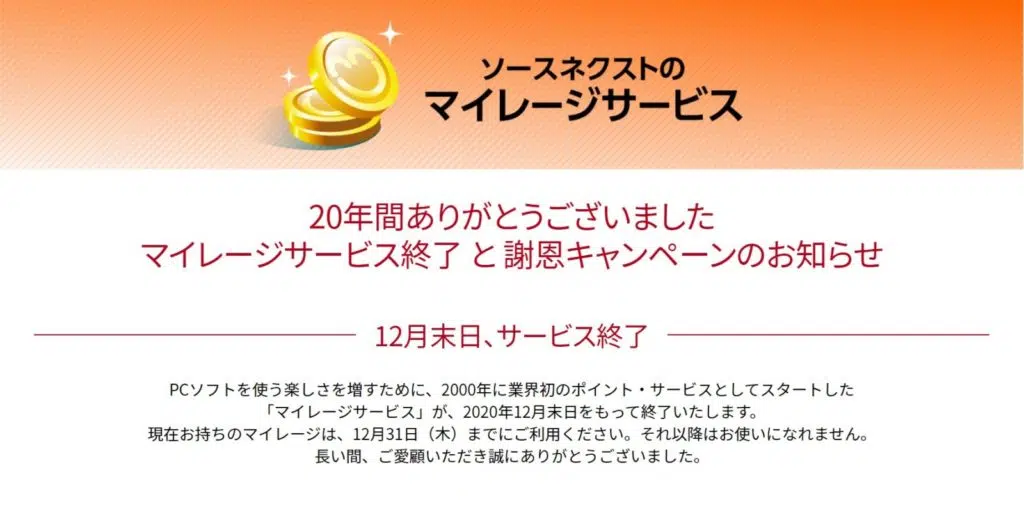 ソースネクストの
マイレージサービス
20年間ありがとうございました
マイレージサービス終了 と 謝恩キャンペーンのお知らせ
12月末日、サービス終了
PCソフトを使う楽しさを増すために、2000年に業界初のポイント・サービスとしてスタートした
「マイレージサービス」が、2020年12月末日をもって終了いたします。
現在お持ちのマイレージは、12月31日（木）までにご利用ください。それ以降はお使いになれません。
長い間、ご愛顧いただき誠にありがとうございました。